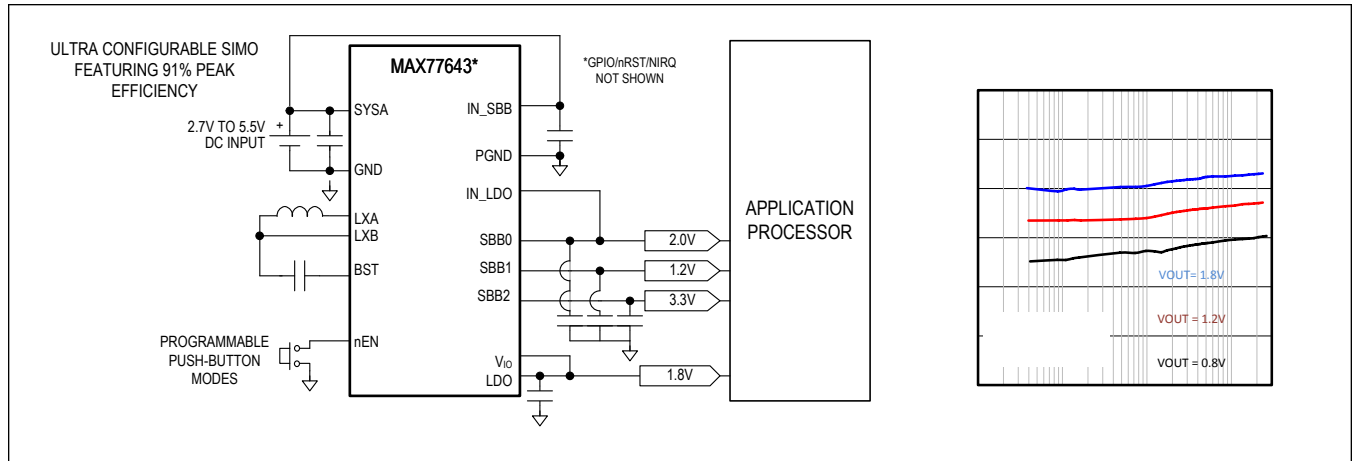 ULTRA CONFIGURABLE SIMO
FEATURING 91% PEAK
EFFICIENCY
2.7V TO 5.5V
DC INPUT
+
PROGRAMMABLE
PUSH-BUTTON
MODES
MAX77643*
SYSA
GND
LXA
LXB
BST
nEN
IN_SBB
PGND
IN_LDO
SBB0
SBB1
SBB2
VIO
LDO
*GPIO/nRST/NIRQ
NOT SHOWN
2.0V
1.2V
3.3V
1.8V
APPLICATION
PROCESSOR
VOUT= 1.8V
VOUT = 1.2V
VOUT = 0.8V